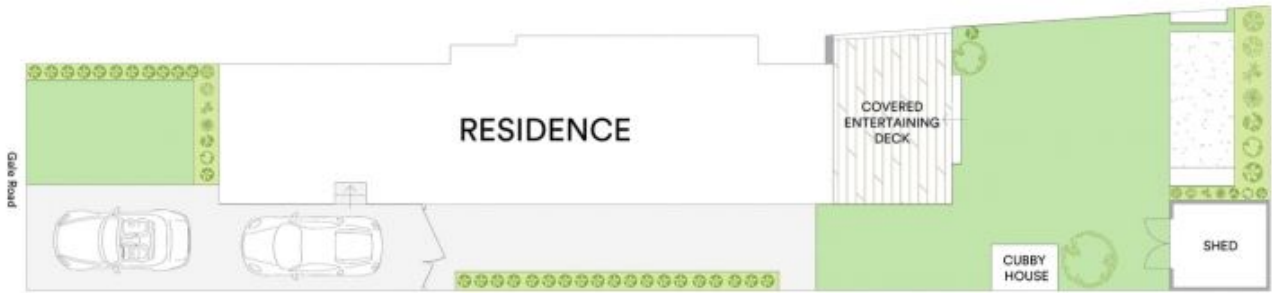 Gale Road
RESIDENCE
COVERED
ENTERTAINING
DECK
CUBBY
HOUSE
SHED